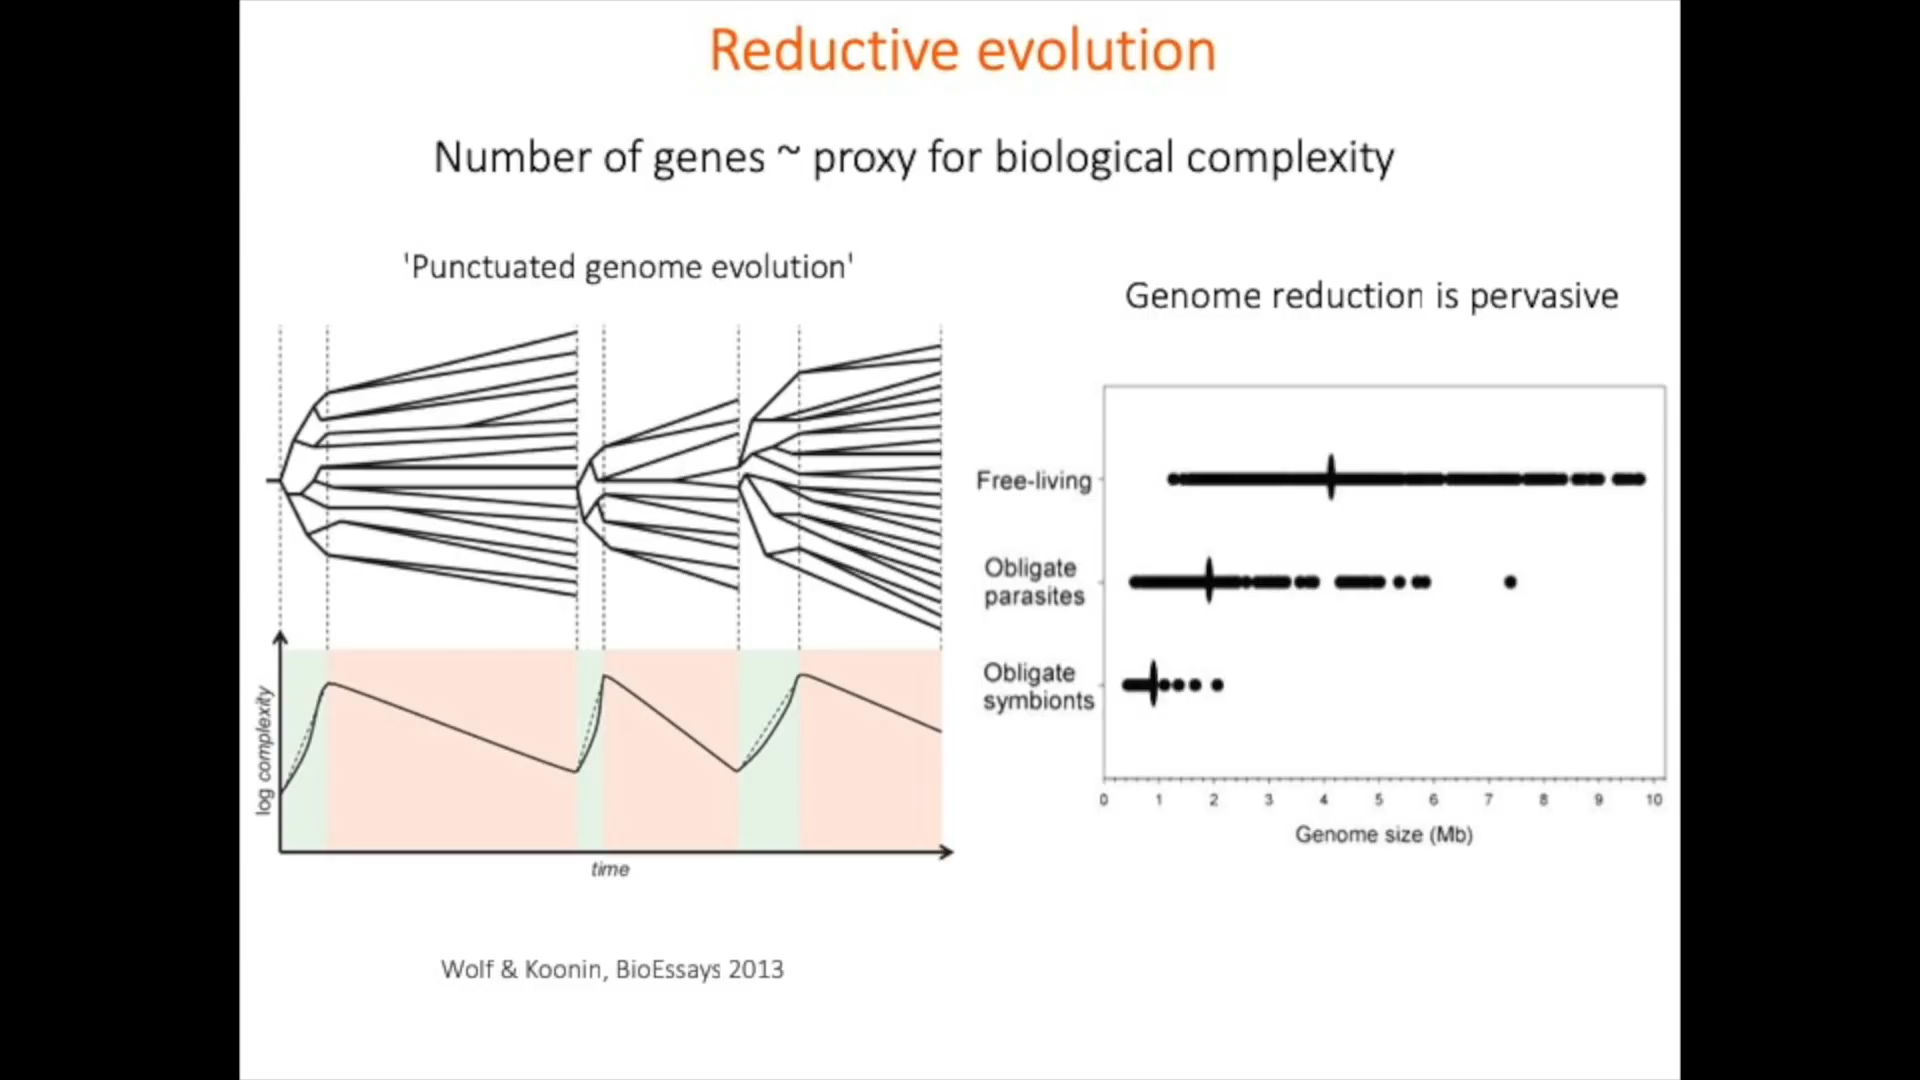 Reductive evolution
Number of genes ~ proxy for biological complexity
'Punctuated genome evolution'
log complexity
time
Wolf & Koonin, BioEssays 2013
Genome reduction is pervasive
Free-living
Obligate
parasites
Obligate
symbionts
0 1 2 3 4 5 6 7 8 9 10
Genome size (Mb)